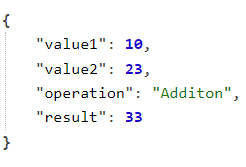 {
"value1": 10,
"value2": 23,
"operation": "Additon",
"result": 33
}